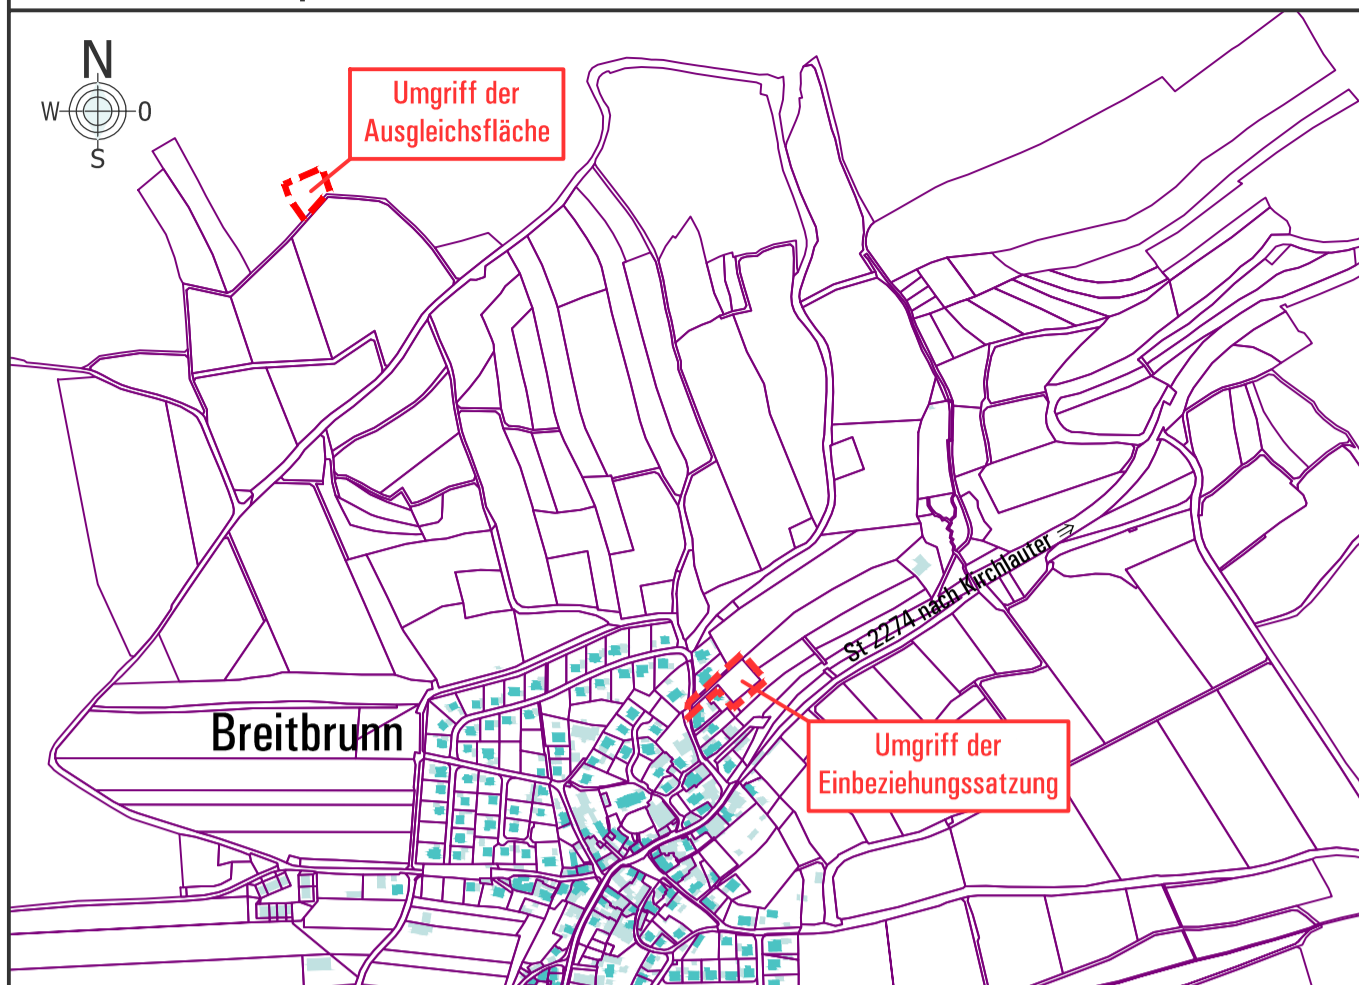 N
W
O
S
Umgriff der
Ausgleichsfläche
St 2274 nach Kirchlauter ⇒
Breitbrunn
Umgriff der
Einbeziehungssatzung